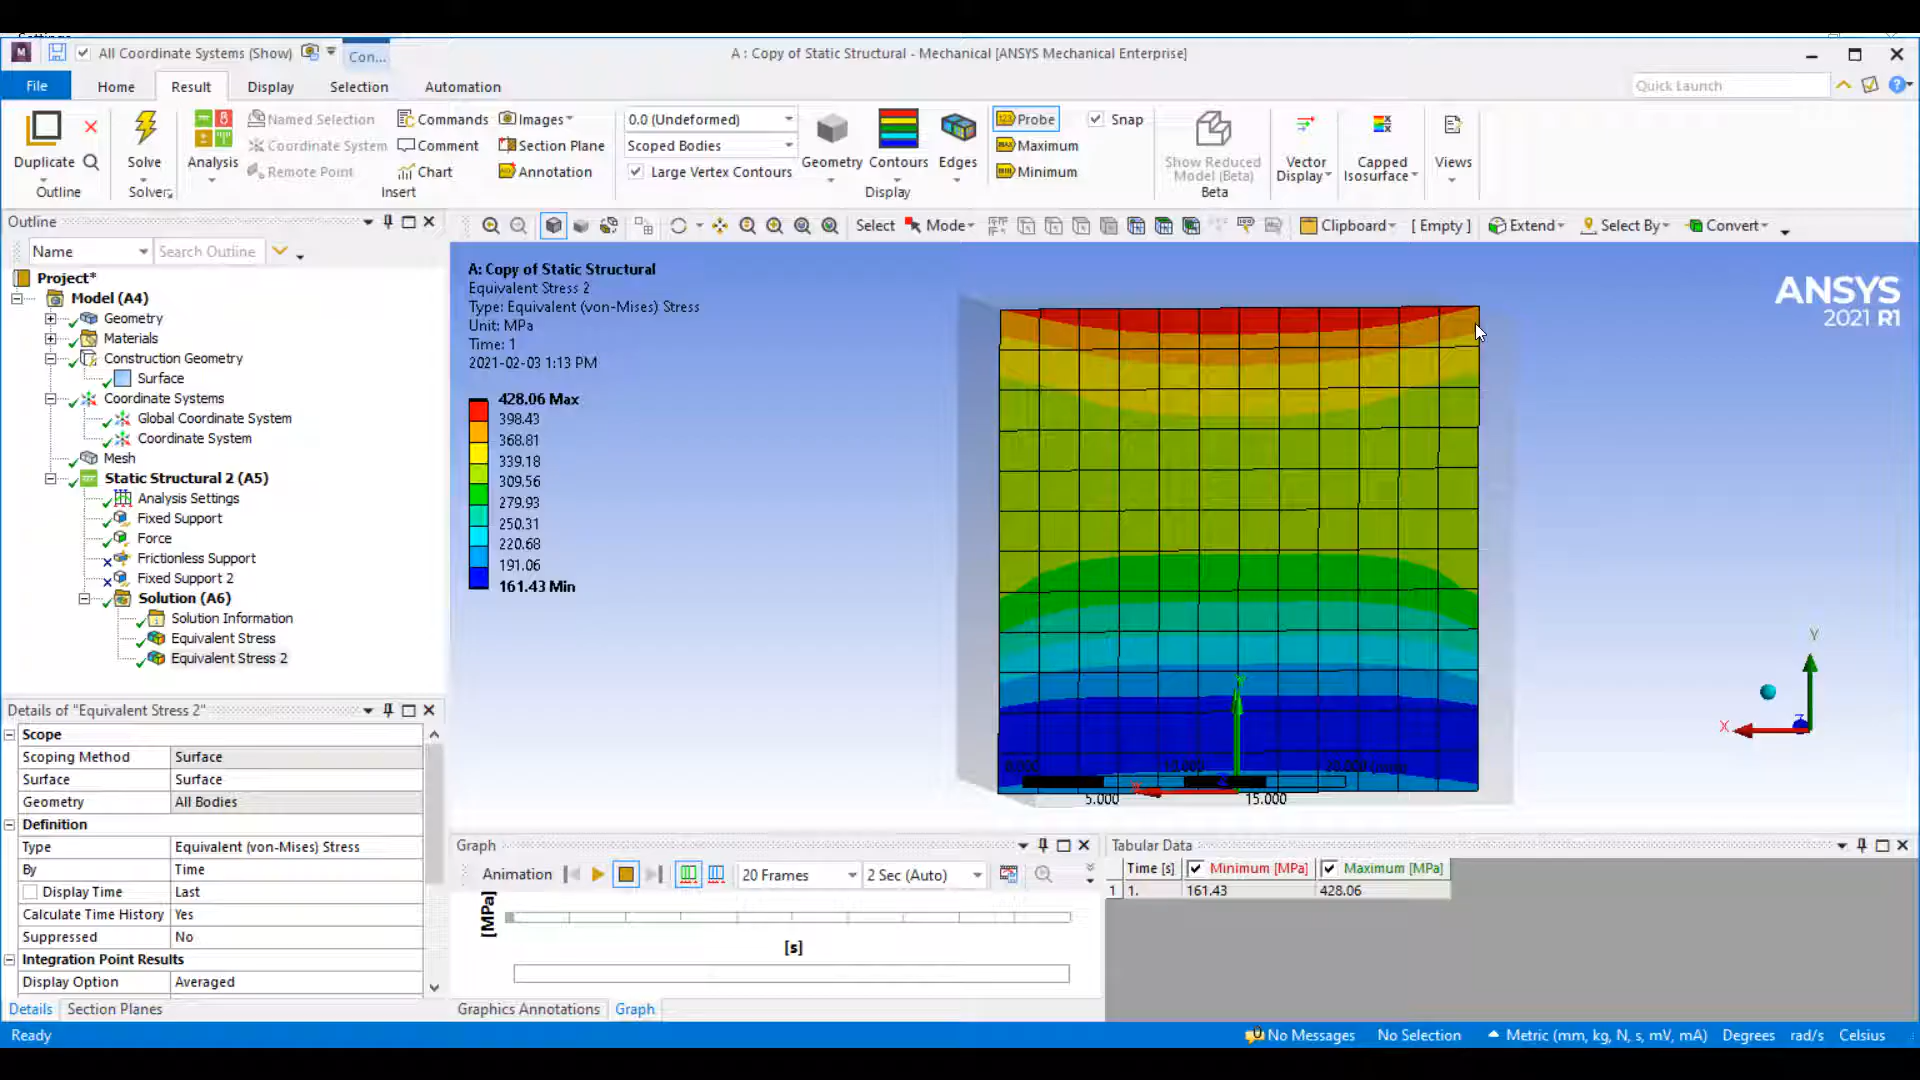 All Coordinate Systems (Show)
Con...
A : Copy of Static Structural - Mechanical [ANSYS Mechanical Enterprise]
File
Home
Result
Display
Selection
Automation
Quick Launch
Duplicate
Outline
Solve
Solver
Analysis
Named Selection
Coordinate System
Remote Point
Commands
Comment
Chart
Images
Section Plane
Annotation
Insert
0.0 (Undeformed)
Scoped Bodies
Large Vertex Contours
Geometry
Contours
Edges
Display
Probe
Maximum
Minimum
Snap
Show Reduced
Model (Beta)
Beta
Vector
Display
Capped
Isosurface
Views
Outline
Name
Search Outline
Project*
Model (A4)
Geometry
Materials
Construction Geometry
Surface
Coordinate Systems
Global Coordinate System
Coordinate System
Mesh
Static Structural 2 (A5)
Analysis Settings
Fixed Support
Force
Frictionless Support
Fixed Support 2
Solution (A6)
Solution Information
Equivalent Stress
Equivalent Stress 2
Select
Mode
Clipboard
[ Empty ]
Extend
Select By
Convert
A: Copy of Static Structural
Equivalent Stress 2
Type: Equivalent (von-Mises) Stress
Unit: MPa
Time: 1
2021-02-03 1:13 PM
428.06 Max
398.43
368.81
339.18
309.56
279.93
250.31
220.68
191.06
161.43 Min
ANSYS
2021 R1
Y
X
Z
0.000
10.000
5.000
15.000
Details of "Equivalent Stress 2"
Scope
Scoping Method Surface
Surface Surface
Geometry All Bodies
Definition
Type Equivalent (von-Mises) Stress
By Time
Display Time Last
Calculate Time History Yes
Suppressed No
Integration Point Results
Display Option Averaged
Details
Section Planes
Graph
Animation
20 Frames
2 Sec (Auto)
[MPa]
[s]
Graphics Annotations
Graph
Tabular Data
Time [s] Minimum [MPa] Maximum [MPa]
1 1. 161.43 428.06
Ready
No Messages
No Selection
Metric (mm, kg, N, s, mV, mA)
Degrees
rad/s
Celsius